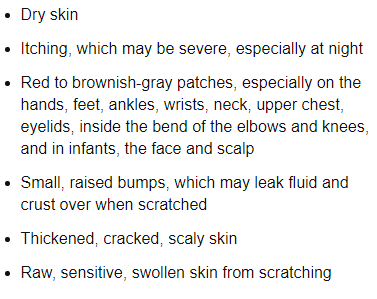 • Dry skin
• Itching, which may be severe, especially at night
• Red to brownish-gray patches, especially on the
hands, feet, ankles, wrists, neck, upper chest,
eyelids, inside the bend of the elbows and knees,
and in infants, the face and scalp
• Small, raised bumps, which may leak fluid and
crust over when scratched
• Thickened, cracked, scaly skin
• Raw, sensitive, swollen skin from scratching